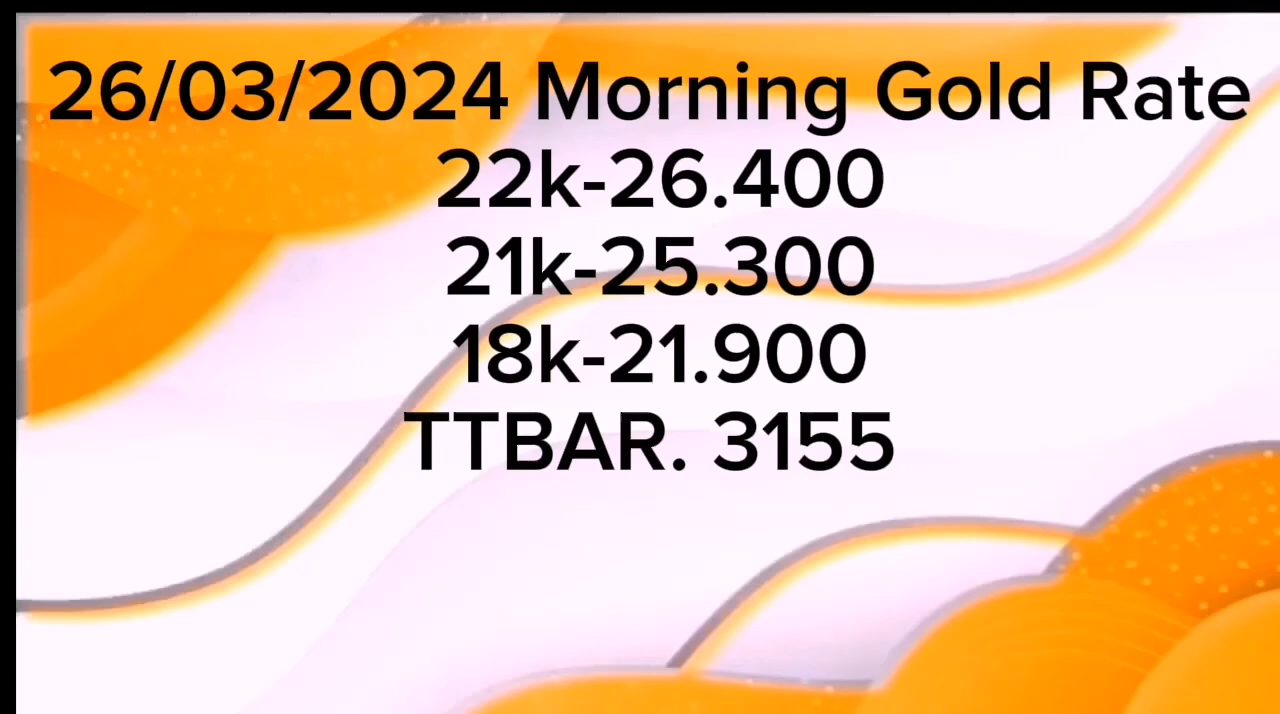 26/03/2024 Morning Gold Rate
22k-26.400
21k-25.300
18k-21.900
TTBAR. 3155